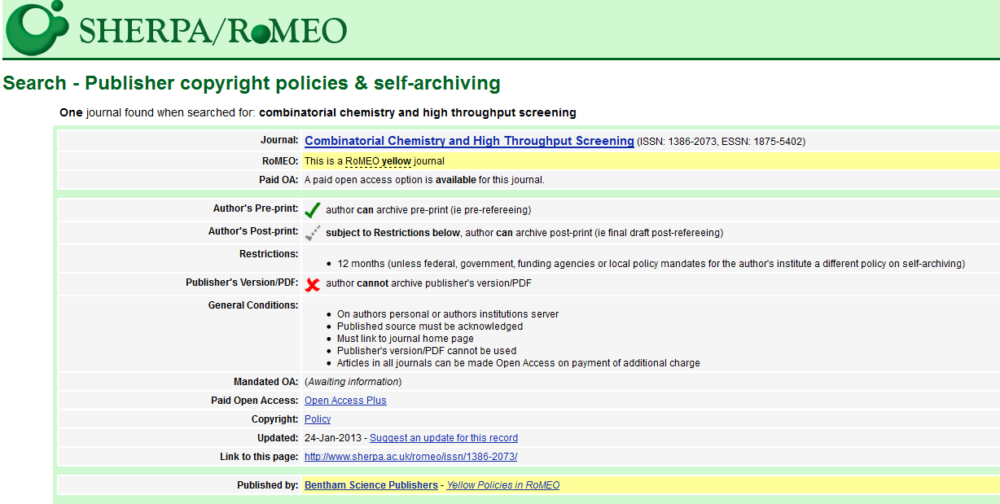 SHERPA/RoMEO
Search - Publisher copyright policies & self-archiving
One journal found when searched for: combinatorial chemistry and high throughput screening
Journal: Combinatorial Chemistry and High Throughput Screening (ISSN: 1386-2073, ESSN: 1875-5402)
RoMEO: This is a RoMEO yellow journal
Paid OA: A paid open access option is available for this journal.
Author's Pre-print: author can archive pre-print (ie pre-refereeing)
Author's Post-print: subject to Restrictions below, author can archive post-print (ie final draft post-refereeing)
Restrictions:
• 12 months (unless federal, government, funding agencies or local policy mandates for the author's institute a different policy on self-archiving)
Publisher's Version/PDF: author cannot archive publisher's version/PDF
General Conditions:
• On authors personal or authors institutions server
• Published source must be acknowledged
• Must link to journal home page
• Publisher's version/PDF cannot be used
• Articles in all journals can be made Open Access on payment of additional charge
Mandated OA: (Awaiting information)
Paid Open Access: Open Access Plus
Copyright: Policy
Updated: 24-Jan-2013 - Suggest an update for this record
Link to this page: http://www.sherpa.ac.uk/romeo/issn/1386-2073/
Published by: Bentham Science Publishers - Yellow Policies in RoMEO